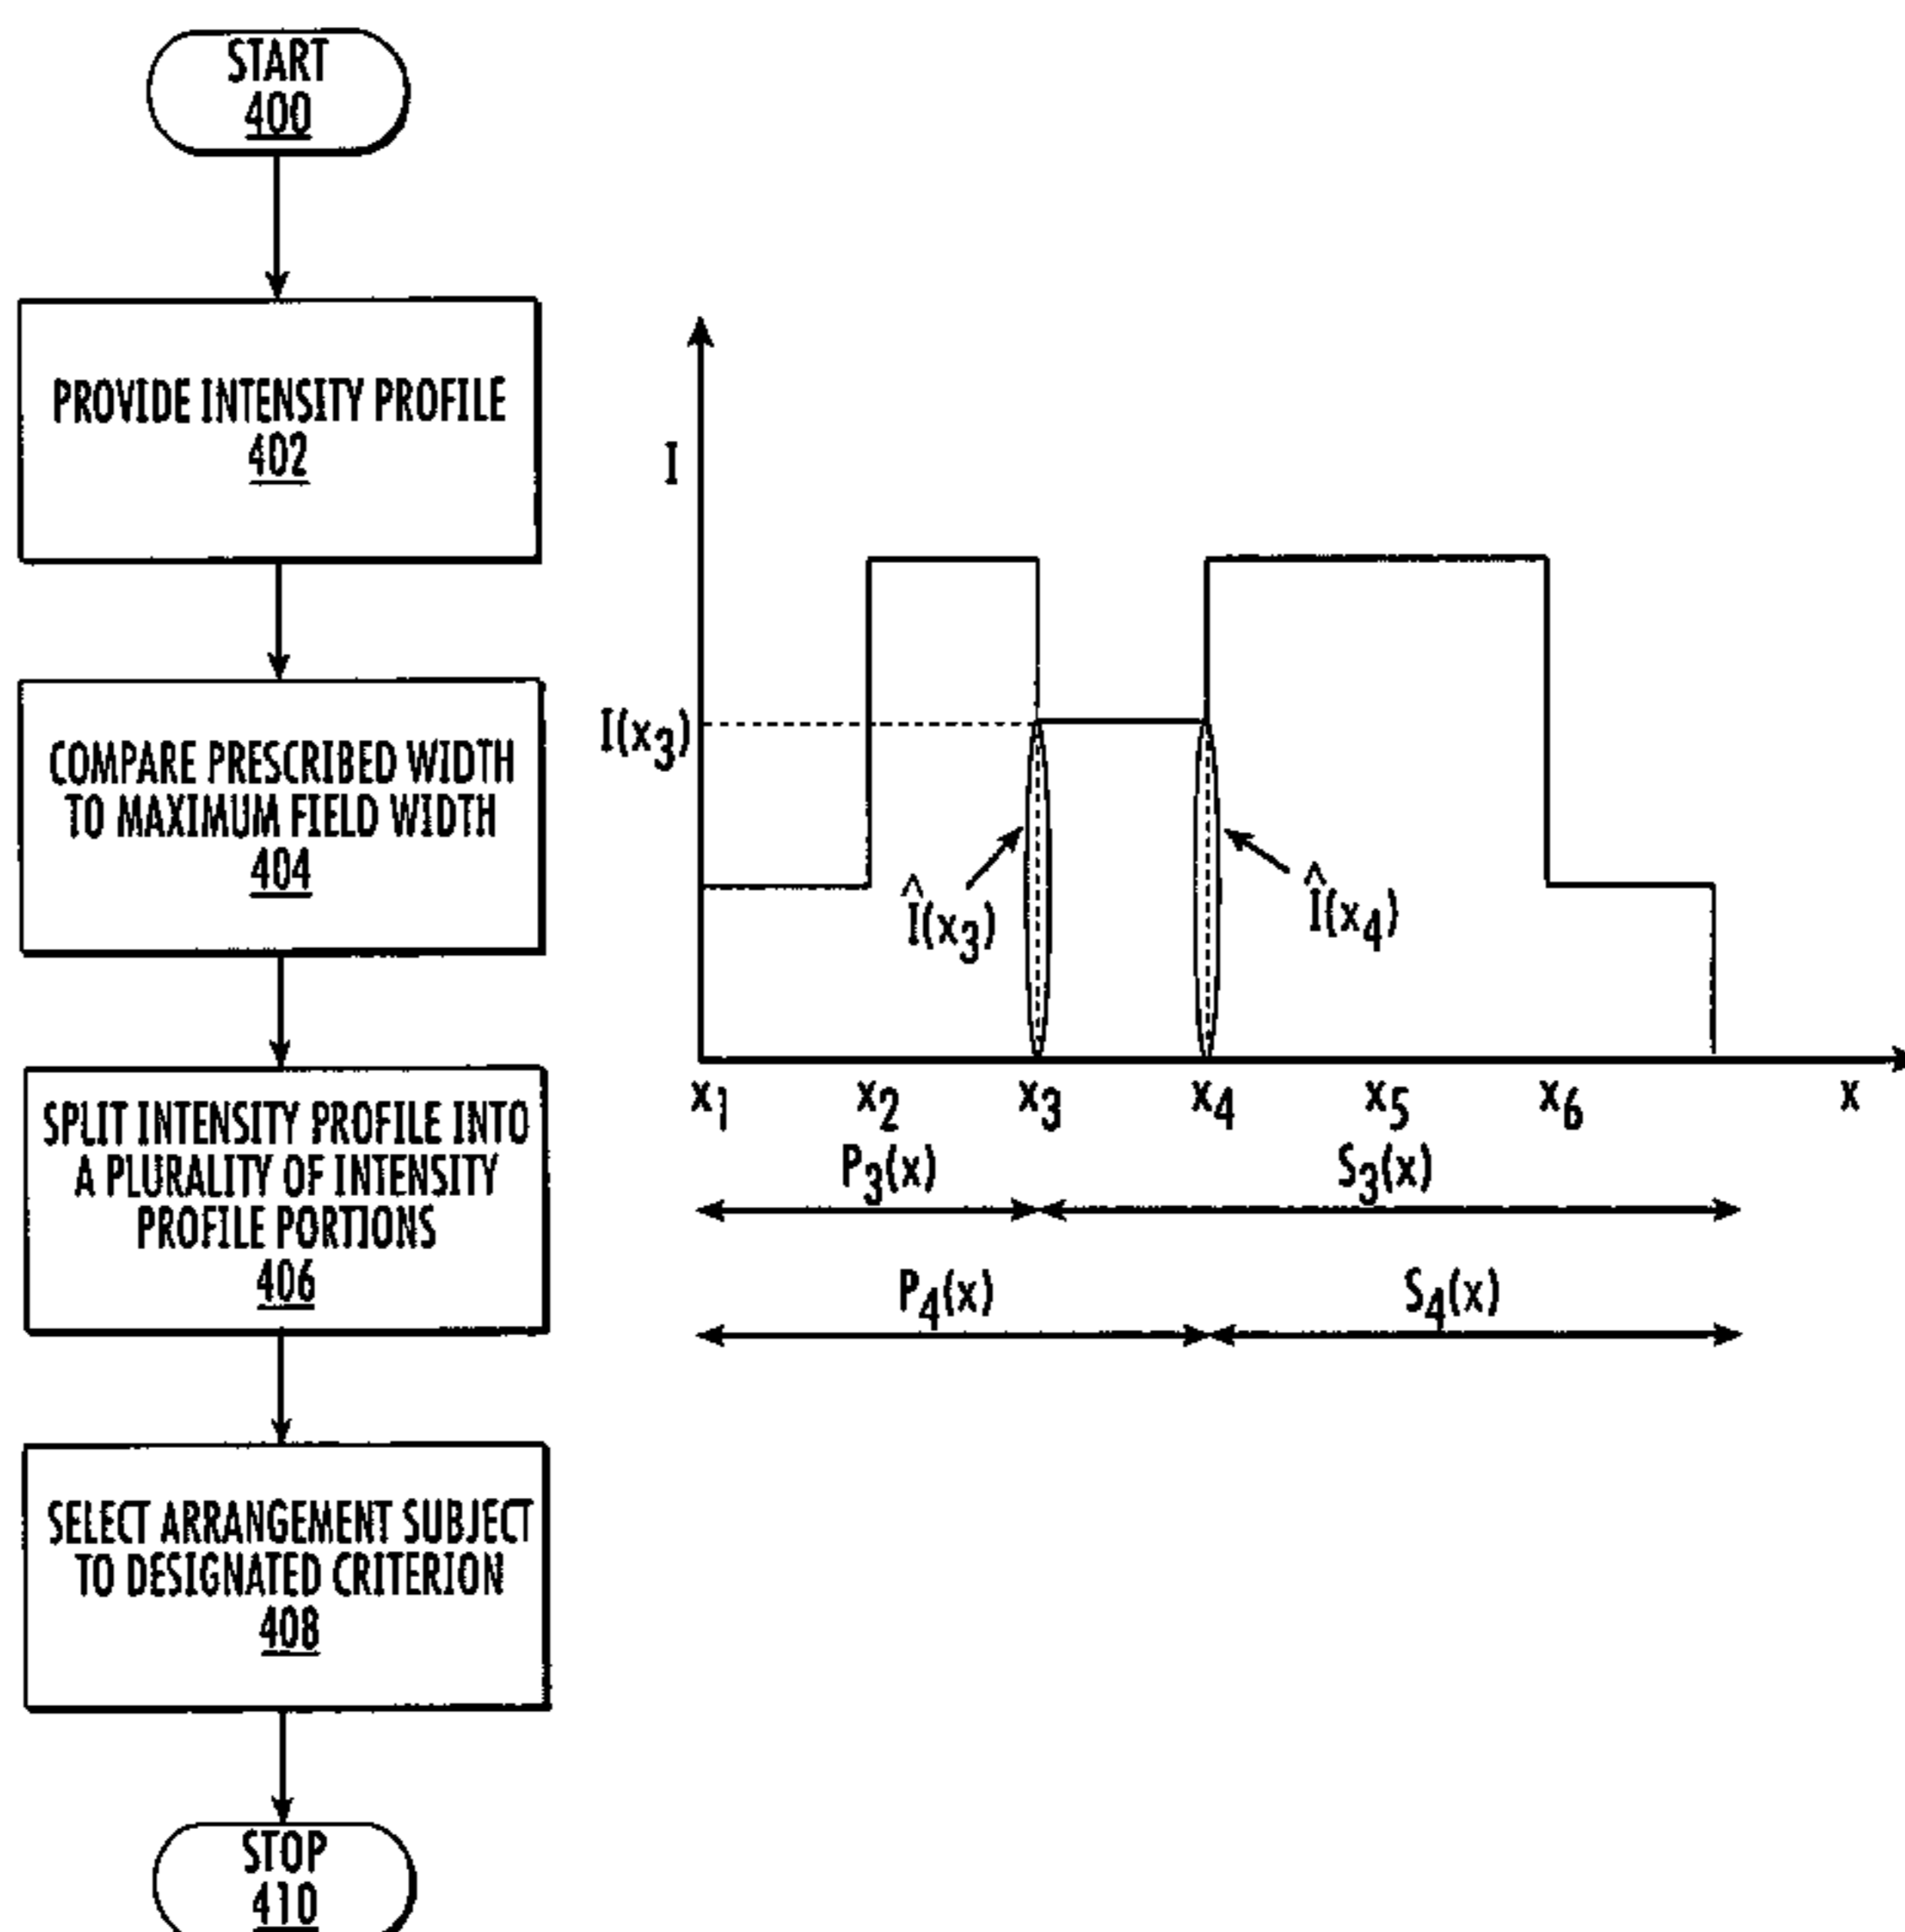 START
400
PROVIDE INTENSITY PROFILE
402
COMPARE PRESCRIBED WIDTH
TO MAXIMUM FIELD WIDTH
404
SPLIT INTENSITY PROFILE INTO
A PLURALITY OF INTENSITY
PROFILE PORTIONS
406
SELECT ARRANGEMENT SUBJECT
TO DESIGNATED CRITERION
408
STOP
410
I
I(x₃)
Î(x₃)
Î(x₄)
x₁ x₂ x₃ x₄ x₅ x₆ x
P₃(x) S₃(x)
P₄(x) S₄(x)